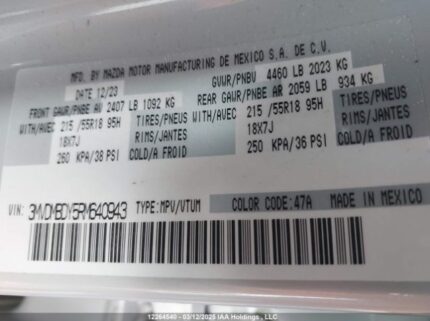 MFD. BY MAZDA MOTOR MANUFACTURING DE MEXICO S.A. DE C.V.
DATE 12/23 GVWR/PNBV 4460 LB 2023 KG
FRONT GAWR/PNBE AV 2407 LB 1092 KG REAR GAWR/PNBE AR 2059 LB 934 KG
WITH/AVEC 215 /55R18 95H TIRES/PNEUS WITH/AVEC 215 /55R18 95H TIRES/PNEUS
18X7J RIMS/JANTES 18X7J RIMS/JANTES
260 KPA/38 PSI COLD/A FROID 250 KPA/36 PSI COLD/A FROID
VIN: 3MVDMBDY5RM640943 TYPE:MPV/VTUM COLOR CODE:47A MADE IN MEXICO
12264540 - 03/12/2025 IAA Holdings , LLC